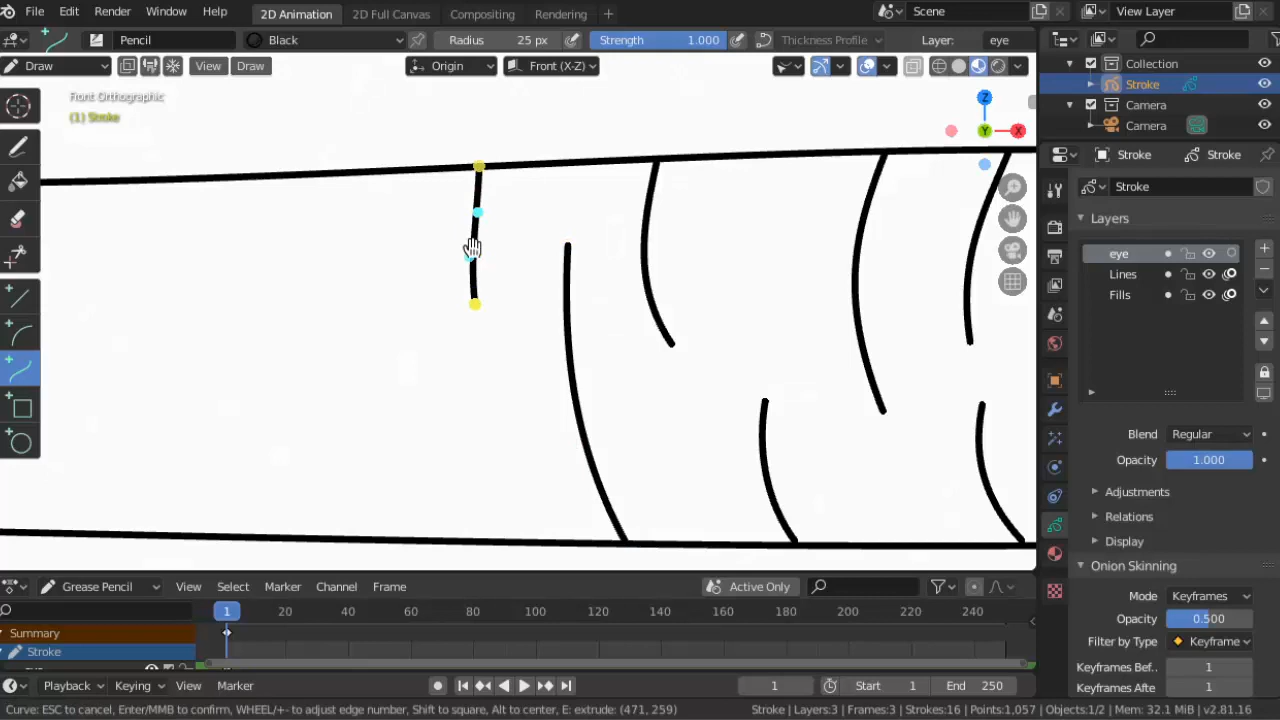 File Edit Render Window Help 2D Animation 2D Full Canvas Compositing Rendering + Scene View Layer
Pencil Black Radius 25 px Strength 1.000 Thickness Profile Layer: eye
Draw View Draw Origin Front (X-Z)
Front Orthographic
(1) Stroke
Z
Y
X
Collection
Stroke
Camera
Camera
Stroke Stroke
Stroke
Layers
eye
Lines
Fills
Blend Regular
Opacity 1.000
Adjustments
Relations
Display
Onion Skinning
Mode Keyframes
Opacity 0.500
Filter by Type Keyframe
Keyframes Bef.. 1
Keyframes Afte 1
Grease Pencil View Select Marker Channel Frame Active Only
1 20 40 60 80 100 120 140 160 180 200 220 240
Summary
Stroke
Playback Keying View Marker 1 Start 1 End 250
Curve: ESC to cancel, Enter/MMB to confirm, WHEEL/+- to adjust edge number, Shift to square, Alt to center, E: extrude: (471, 259) Stroke | Layers:3 | Frames:3 | Strokes:16 | Points:1,057 | Objects:1/2 | Mem: 32.1 MiB | v2.81.16